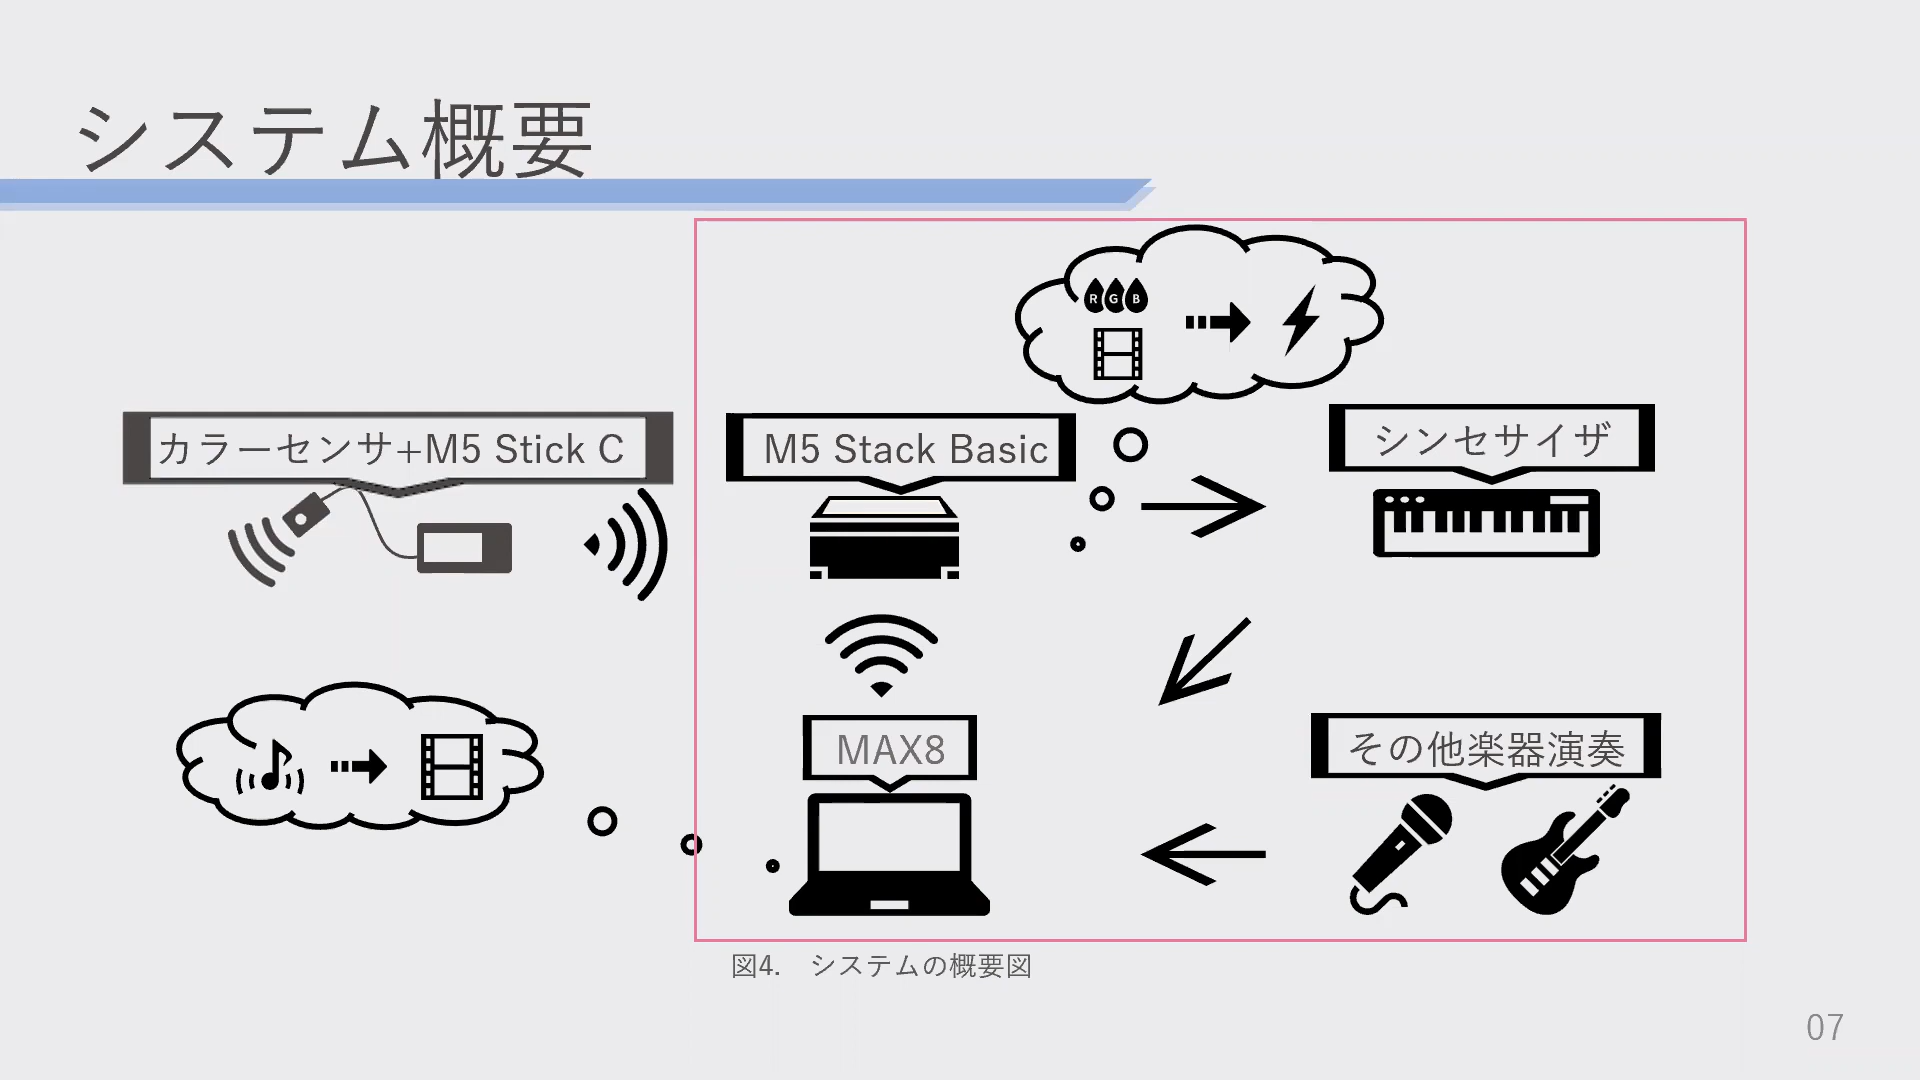 システム概要
R G B
カラーセンサ+M5 Stick C
M5 Stack Basic
シンセサイザ
MAX8
その他楽器演奏
図4.　システムの概要図
07